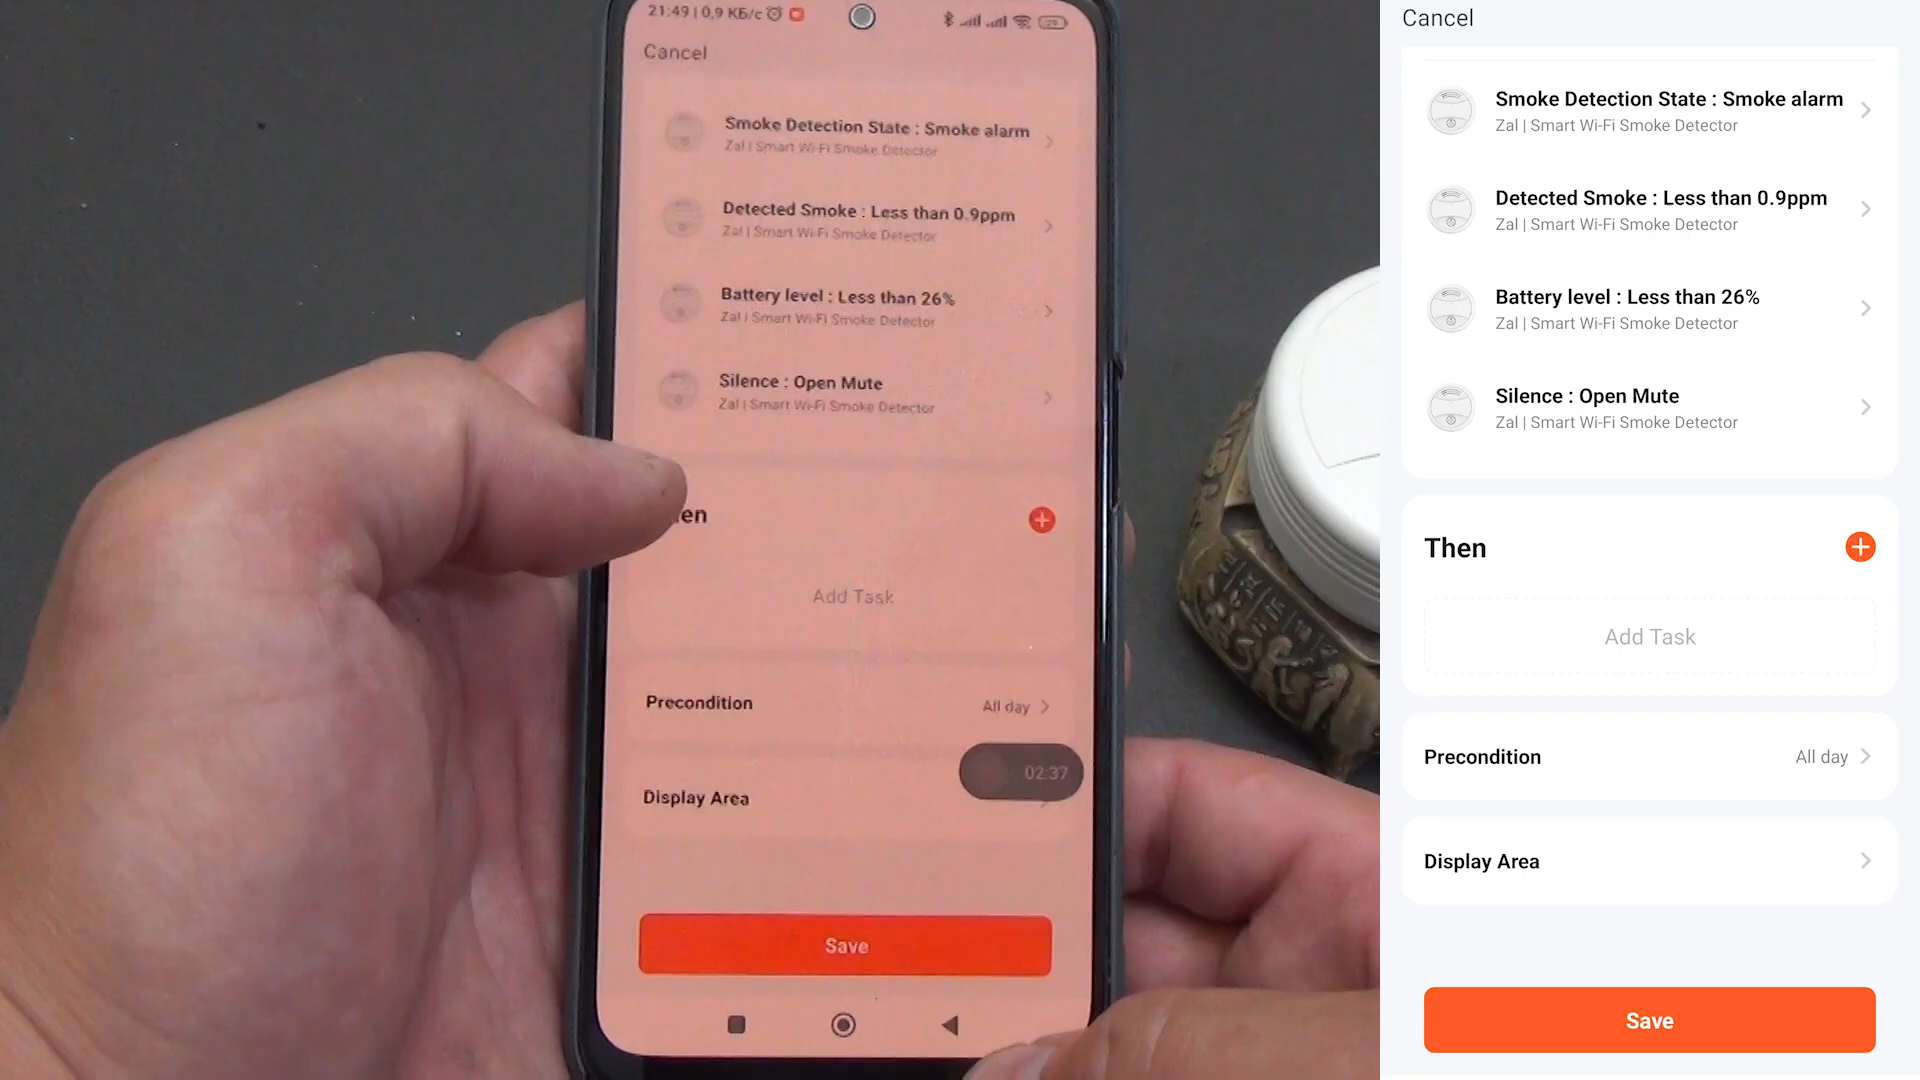 21:49 | 0,9 КБ/с
29
Cancel
Smoke Detection State : Smoke alarm
Zal | Smart Wi-Fi Smoke Detector
Detected Smoke : Less than 0.9ppm
Zal | Smart Wi-Fi Smoke Detector
Battery level : Less than 26%
Zal | Smart Wi-Fi Smoke Detector
Silence : Open Mute
Zal | Smart Wi-Fi Smoke Detector
en
Add Task
Precondition
All day
02:37
Display Area
Save
Cancel
Smoke Detection State : Smoke alarm
Zal | Smart Wi-Fi Smoke Detector
Detected Smoke : Less than 0.9ppm
Zal | Smart Wi-Fi Smoke Detector
Battery level : Less than 26%
Zal | Smart Wi-Fi Smoke Detector
Silence : Open Mute
Zal | Smart Wi-Fi Smoke Detector
Then
Add Task
Precondition
All day
Display Area
Save